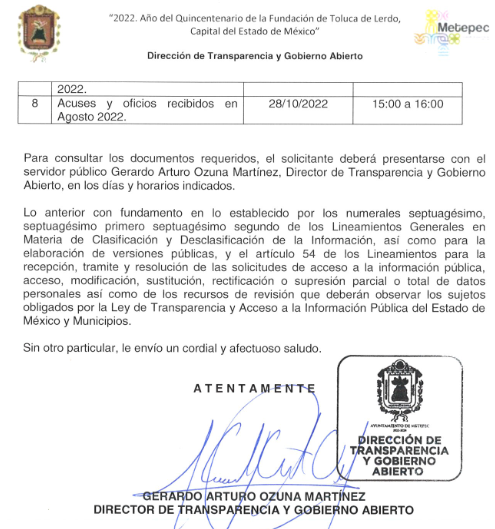 "2022. Año del Quincentenario de la Fundación de Toluca de Lerdo,
Capital del Estado de México"
Metepec
Dirección de Transparencia y Gobierno Abierto
2022.
8 Acuses y oficios recibidos en 28/10/2022 15:00 a 16:00
Agosto 2022.
Para consultar los documentos requeridos, el solicitante deberá presentarse con el
servidor público Gerardo Arturo Ozuna Martínez, Director de Transparencia y Gobierno
Abierto, en los días y horarios indicados.
Lo anterior con fundamento en lo establecido por los numerales septuagésimo,
septuagésimo primero septuagésimo segundo de los Lineamientos Generales en
Materia de Clasificación y Desclasificación de la Información, así como para la
elaboración de versiones públicas, y el artículo 54 de los Lineamientos para la
recepción, tramite y resolución de las solicitudes de acceso a la información pública,
acceso, modificación, sustitución, rectificación o supresión parcial o total de datos
personales así como de los recursos de revisión que deberán observar los sujetos
obligados por la Ley de Transparencia y Acceso a la Información Pública del Estado de
México y Municipios.
Sin otro particular, le envío un cordial y afectuoso saludo.
ATENTAMENTE
AYUNTAMIENTO DE METEPEC
DIRECCIÓN DE
TRANSPARENCIA
Y GOBIERNO
ABIERTO
GERARDO ARTURO OZUNA MARTÍNEZ
DIRECTOR DE TRANSPARENCIA Y GOBIERNO ABIERTO